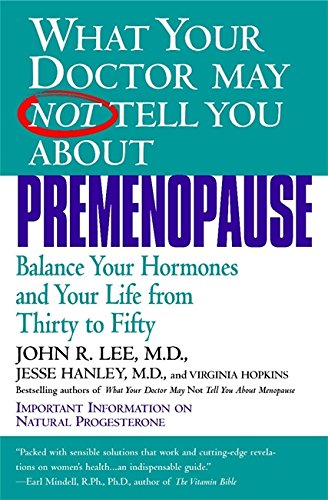 WHAT YOUR
DOCTOR MAY
NOT TELL YOU
ABOUT
PREMENOPAUSE
Balance Your Hormones
and Your Life from
Thirty to Fifty
JOHN R. LEE, M.D.,
JESSE HANLEY, M.D., and VIRGINIA HOPKINS
Bestselling authors of What Your Doctor May Not Tell You About Menopause
IMPORTANT INFORMATION ON
NATURAL PROGESTERONE
"Packed with sensible solutions that work and cutting-edge revela-
tions on women's health...an indispensable guide."
—Earl Mindell, R.Ph., Ph.D., author of The Vitamin Bible